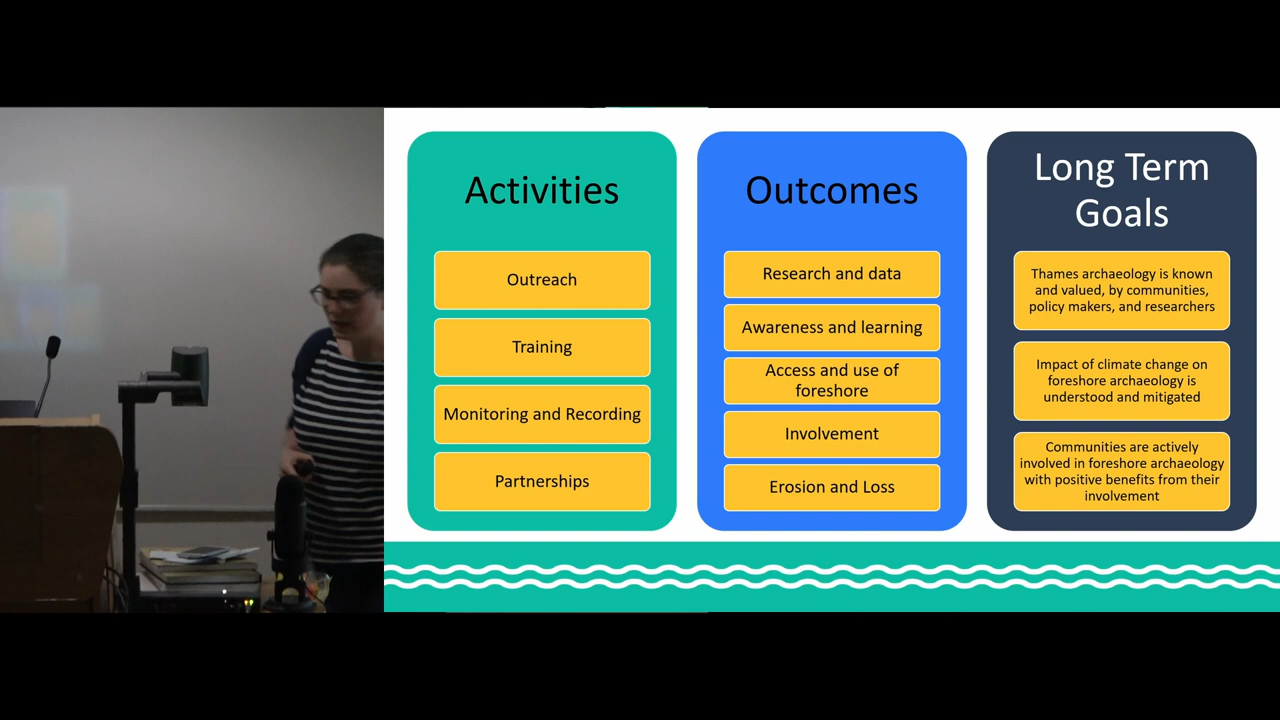 Activities
Outreach
Training
Monitoring and Recording
Partnerships
Outcomes
Research and data
Awareness and learning
Access and use of
foreshore
Involvement
Erosion and Loss
Long Term
Goals
Thames archaeology is known
and valued, by communities,
policy makers, and researchers
Impact of climate change on
foreshore archaeology is
understood and mitigated
Communities are actively
involved in foreshore archaeology
with positive benefits from their
involvement